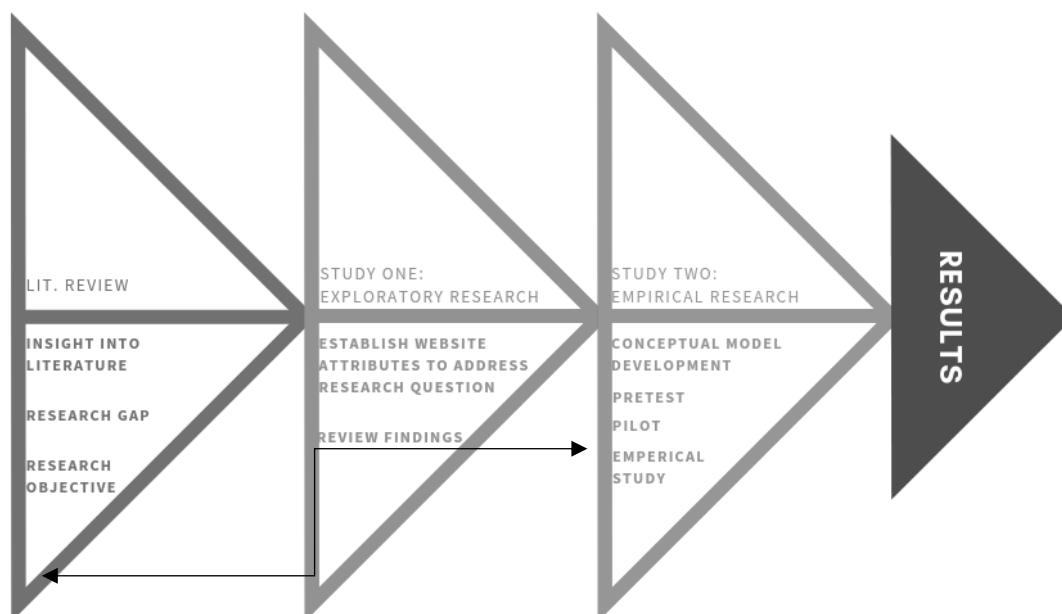 LIT. REVIEW
INSIGHT INTO
LITERATURE
RESEARCH GAP
RESEARCH
OBJECTIVE
STUDY ONE:
EXPLORATORY RESEARCH
ESTABLISH WEBSITE
ATTRIBUTES TO ADDRESS
RESEARCH QUESTION
REVIEW FINDINGS
STUDY TWO:
EMPIRICAL RESEARCH
CONCEPTUAL MODEL
DEVELOPMENT
PRETEST
PILOT
EMPERICAL
STUDY
RESULTS